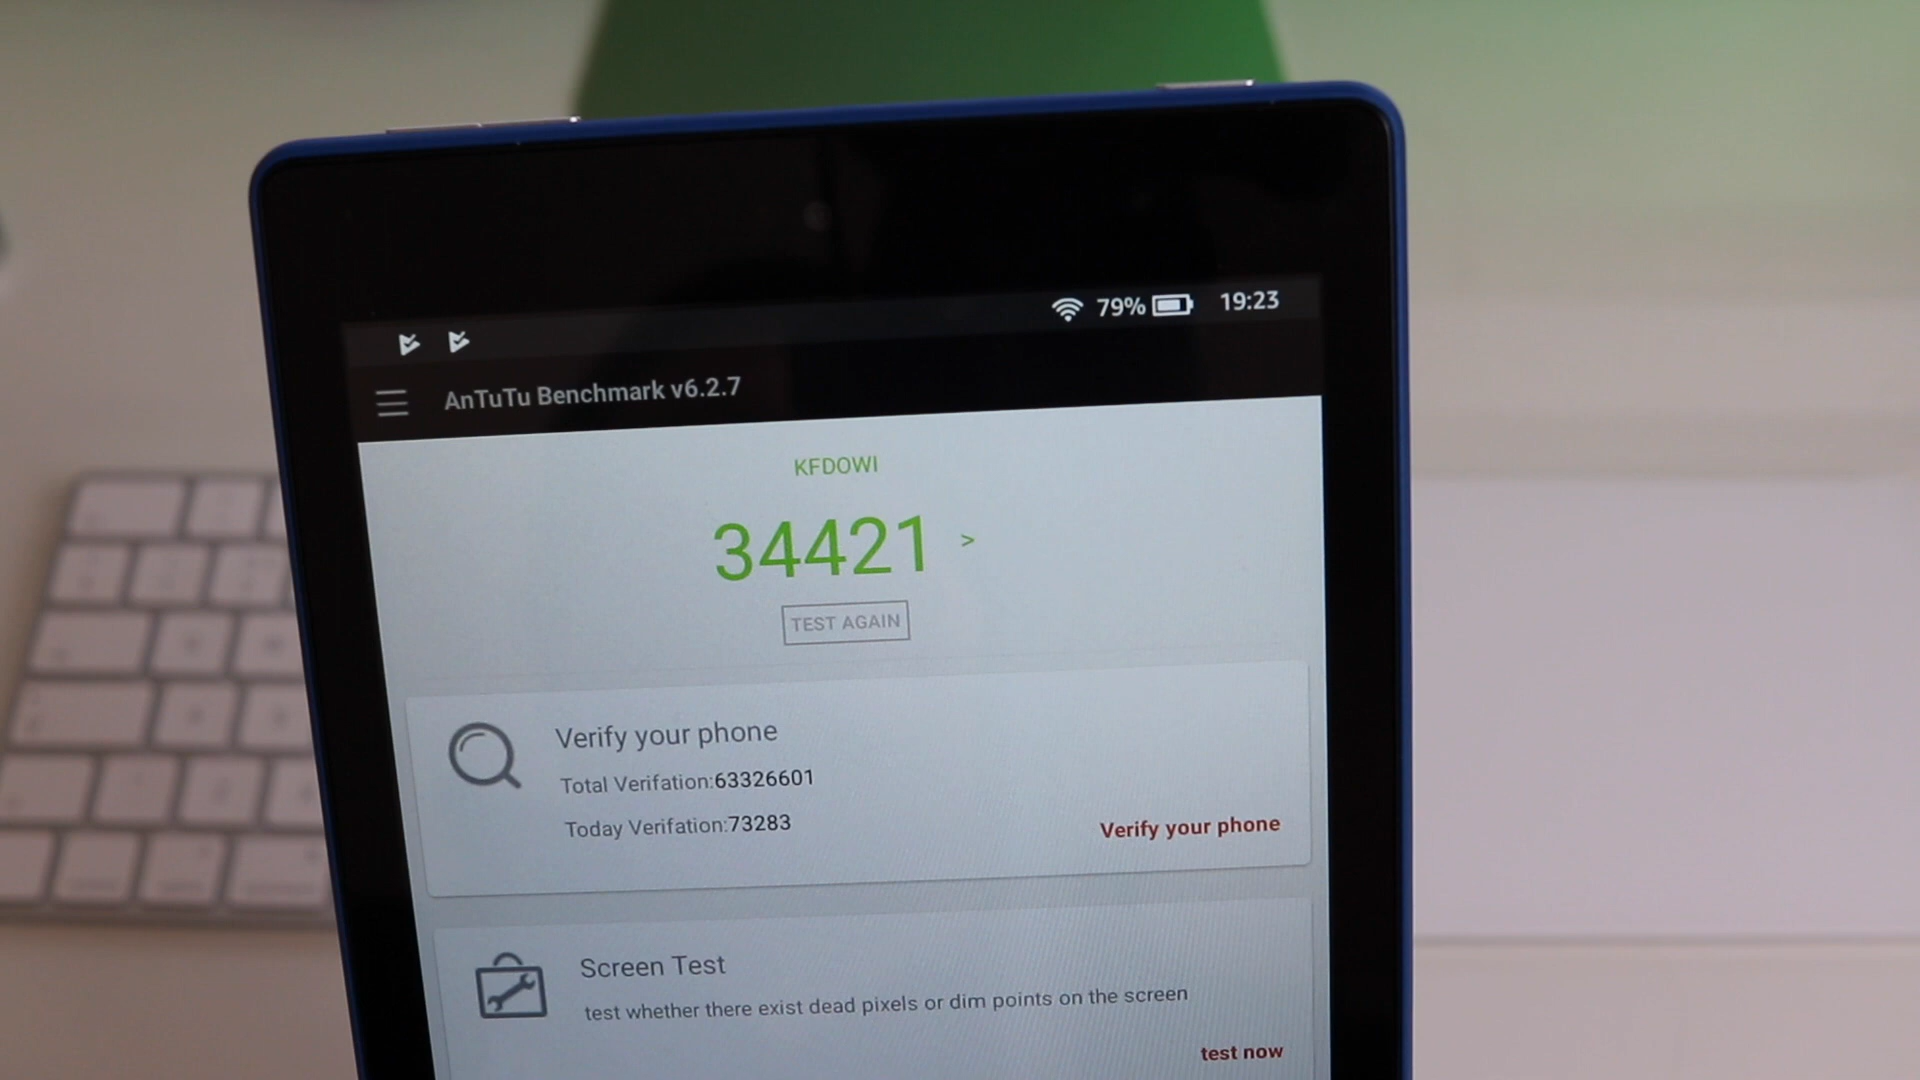 79% 19:23
AnTuTu Benchmark v6.2.7
KFDOWI
34421 >
TEST AGAIN
Verify your phone
Total Verifation:63326601
Today Verifation:73283
Verify your phone
Screen Test
test whether there exist dead pixels or dim points on the screen
test now